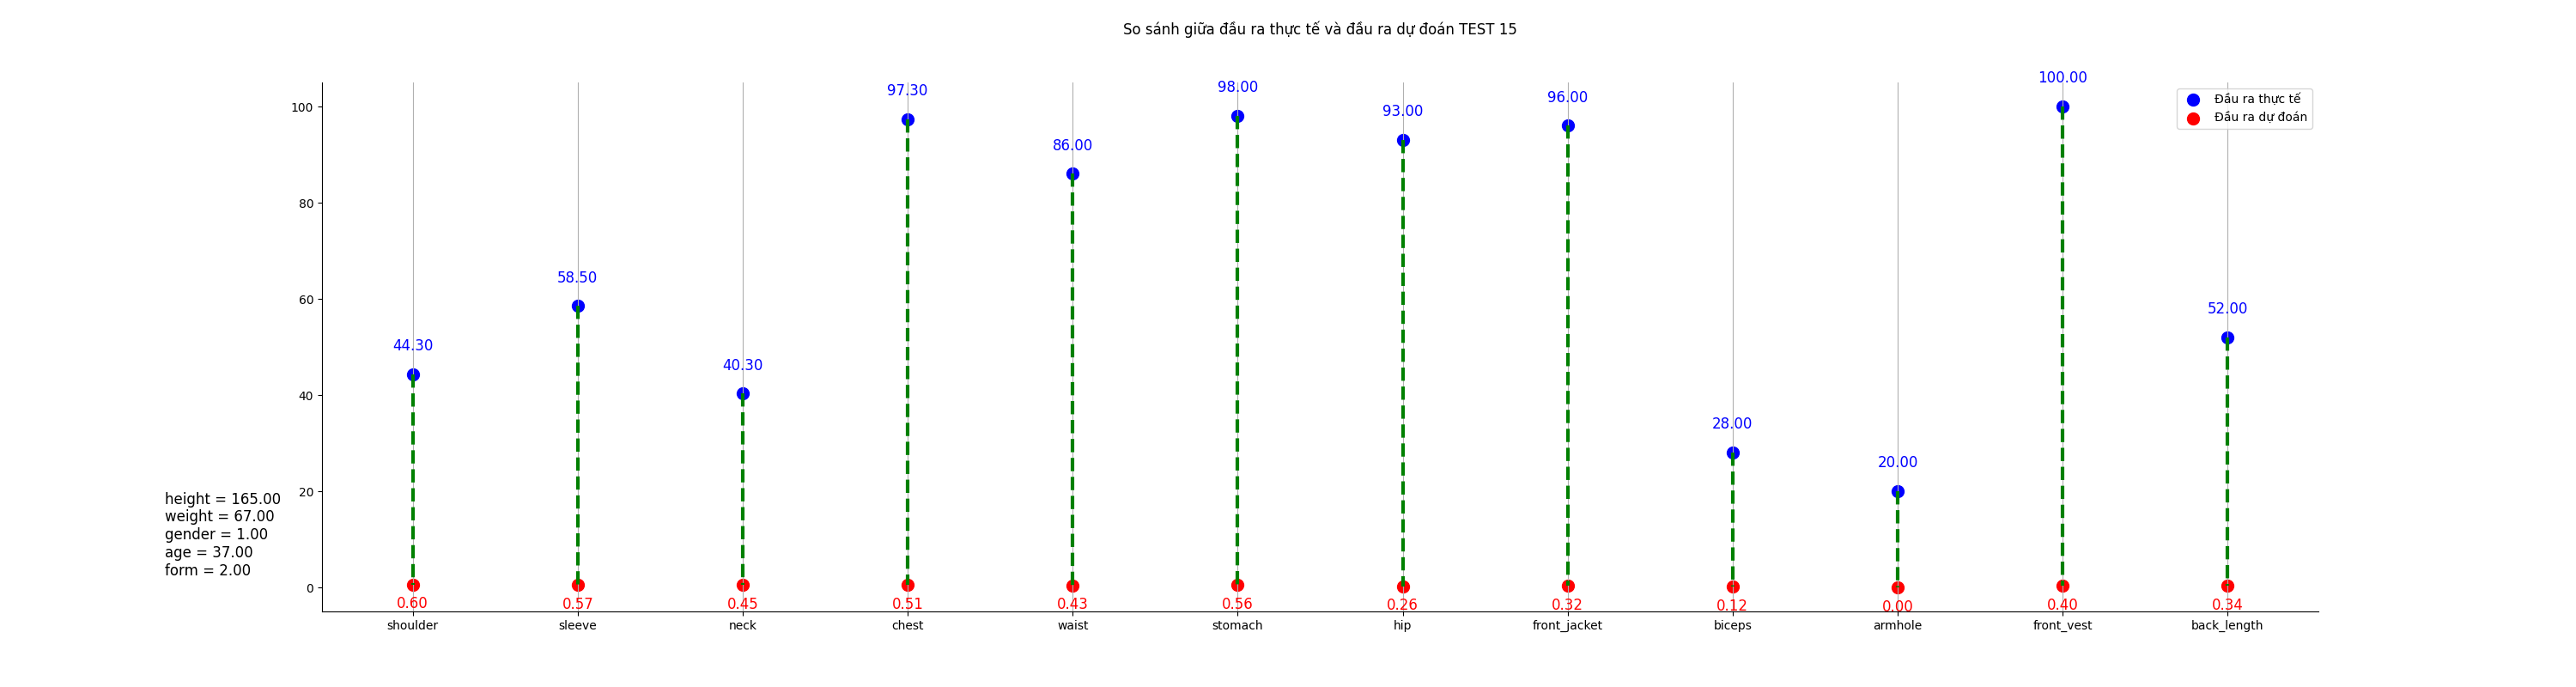 So sánh giữa đầu ra thực tế và đầu ra dự đoán TEST 15
100.00
98.00
97.30
96.00
93.00
86.00
58.50
52.00
44.30
40.30
28.00
20.00
Đầu ra thực tế
Đầu ra dự đoán
100
80
60
40
20
0
height = 165.00
weight = 67.00
gender = 1.00
age = 37.00
form = 2.00
0.60 0.57 0.45 0.51 0.43 0.56 0.26 0.32 0.12 0.00 0.40 0.34
shoulder sleeve neck chest waist stomach hip front_jacket biceps armhole front_vest back_length